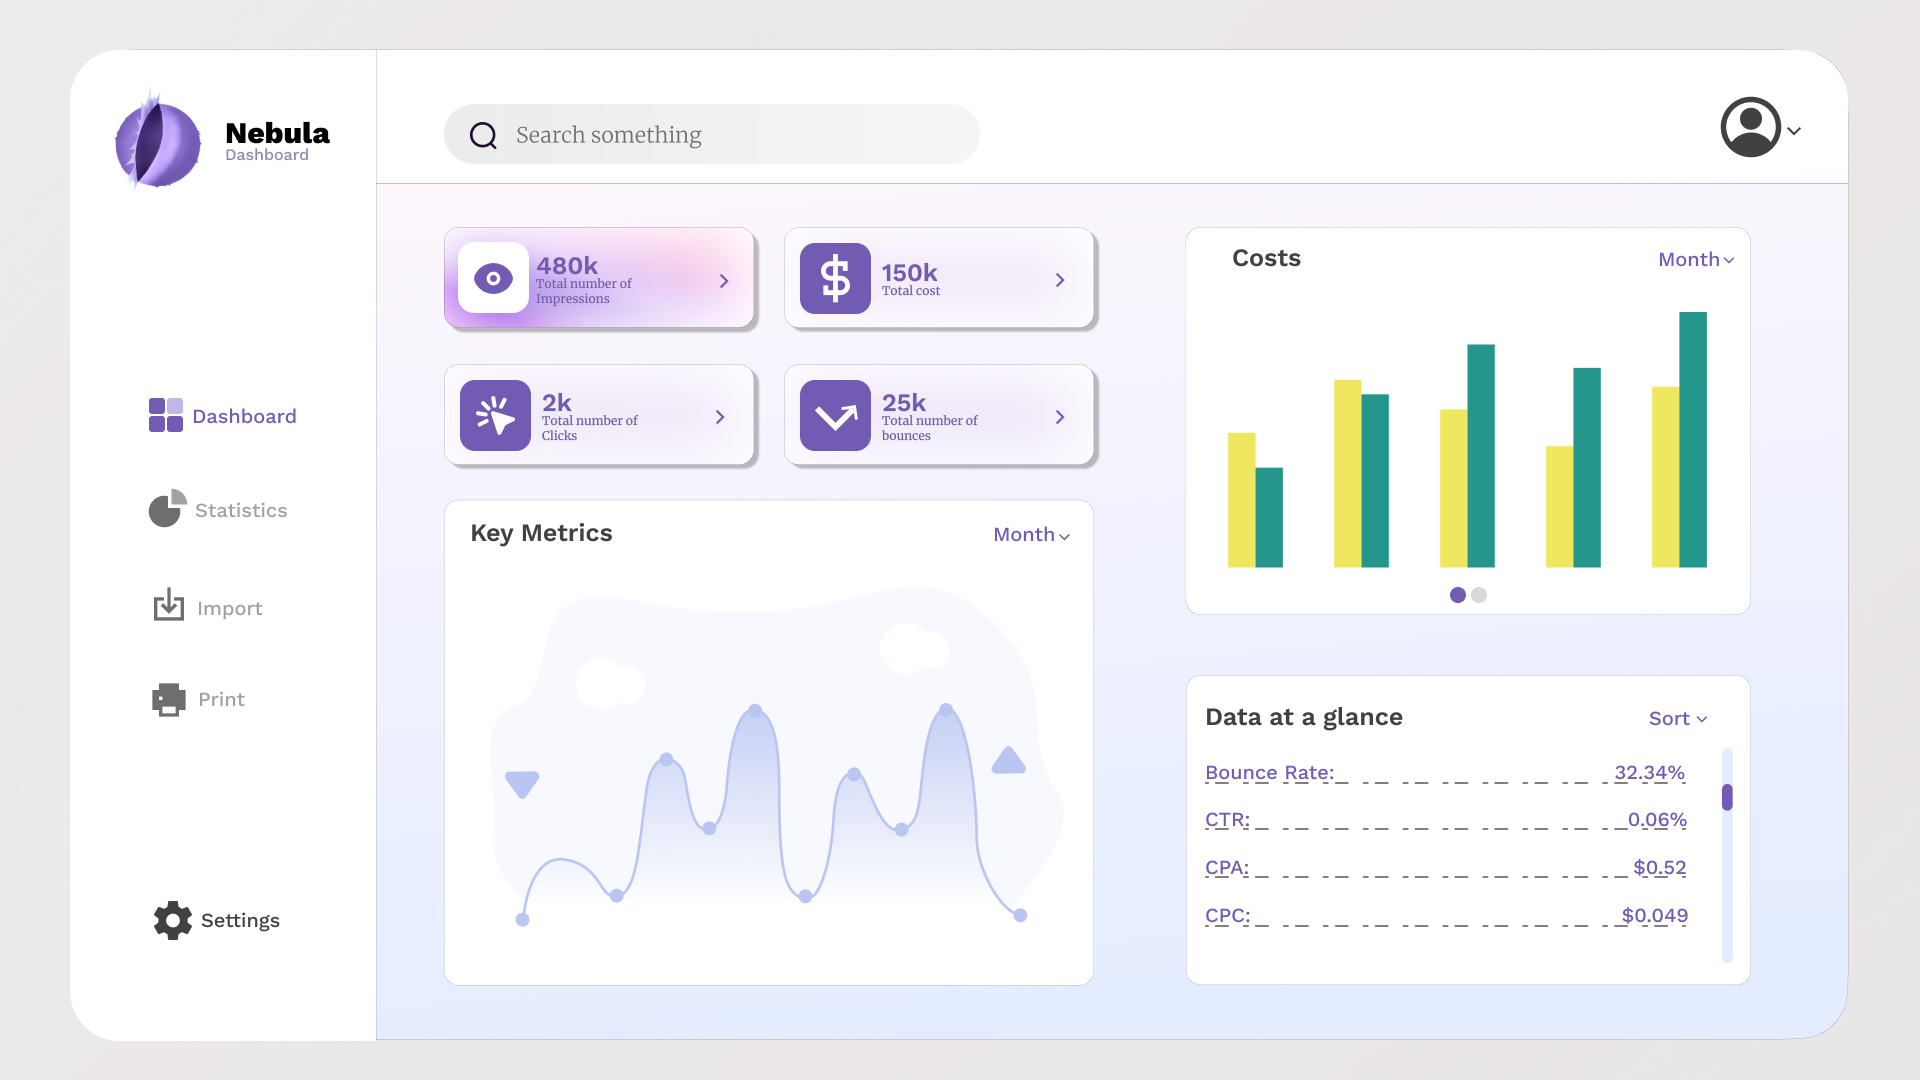 Nebula
Dashboard
Search something
Dashboard
Statistics
Import
Print
Settings
480k
Total number of
Impressions
150k
Total cost
2k
Total number of
Clicks
25k
Total number of
bounces
Key Metrics
Month
Costs
Month
Data at a glance
Sort
Bounce Rate: 32.34%
CTR: 0.06%
CPA: $0.52
CPC: $0.049